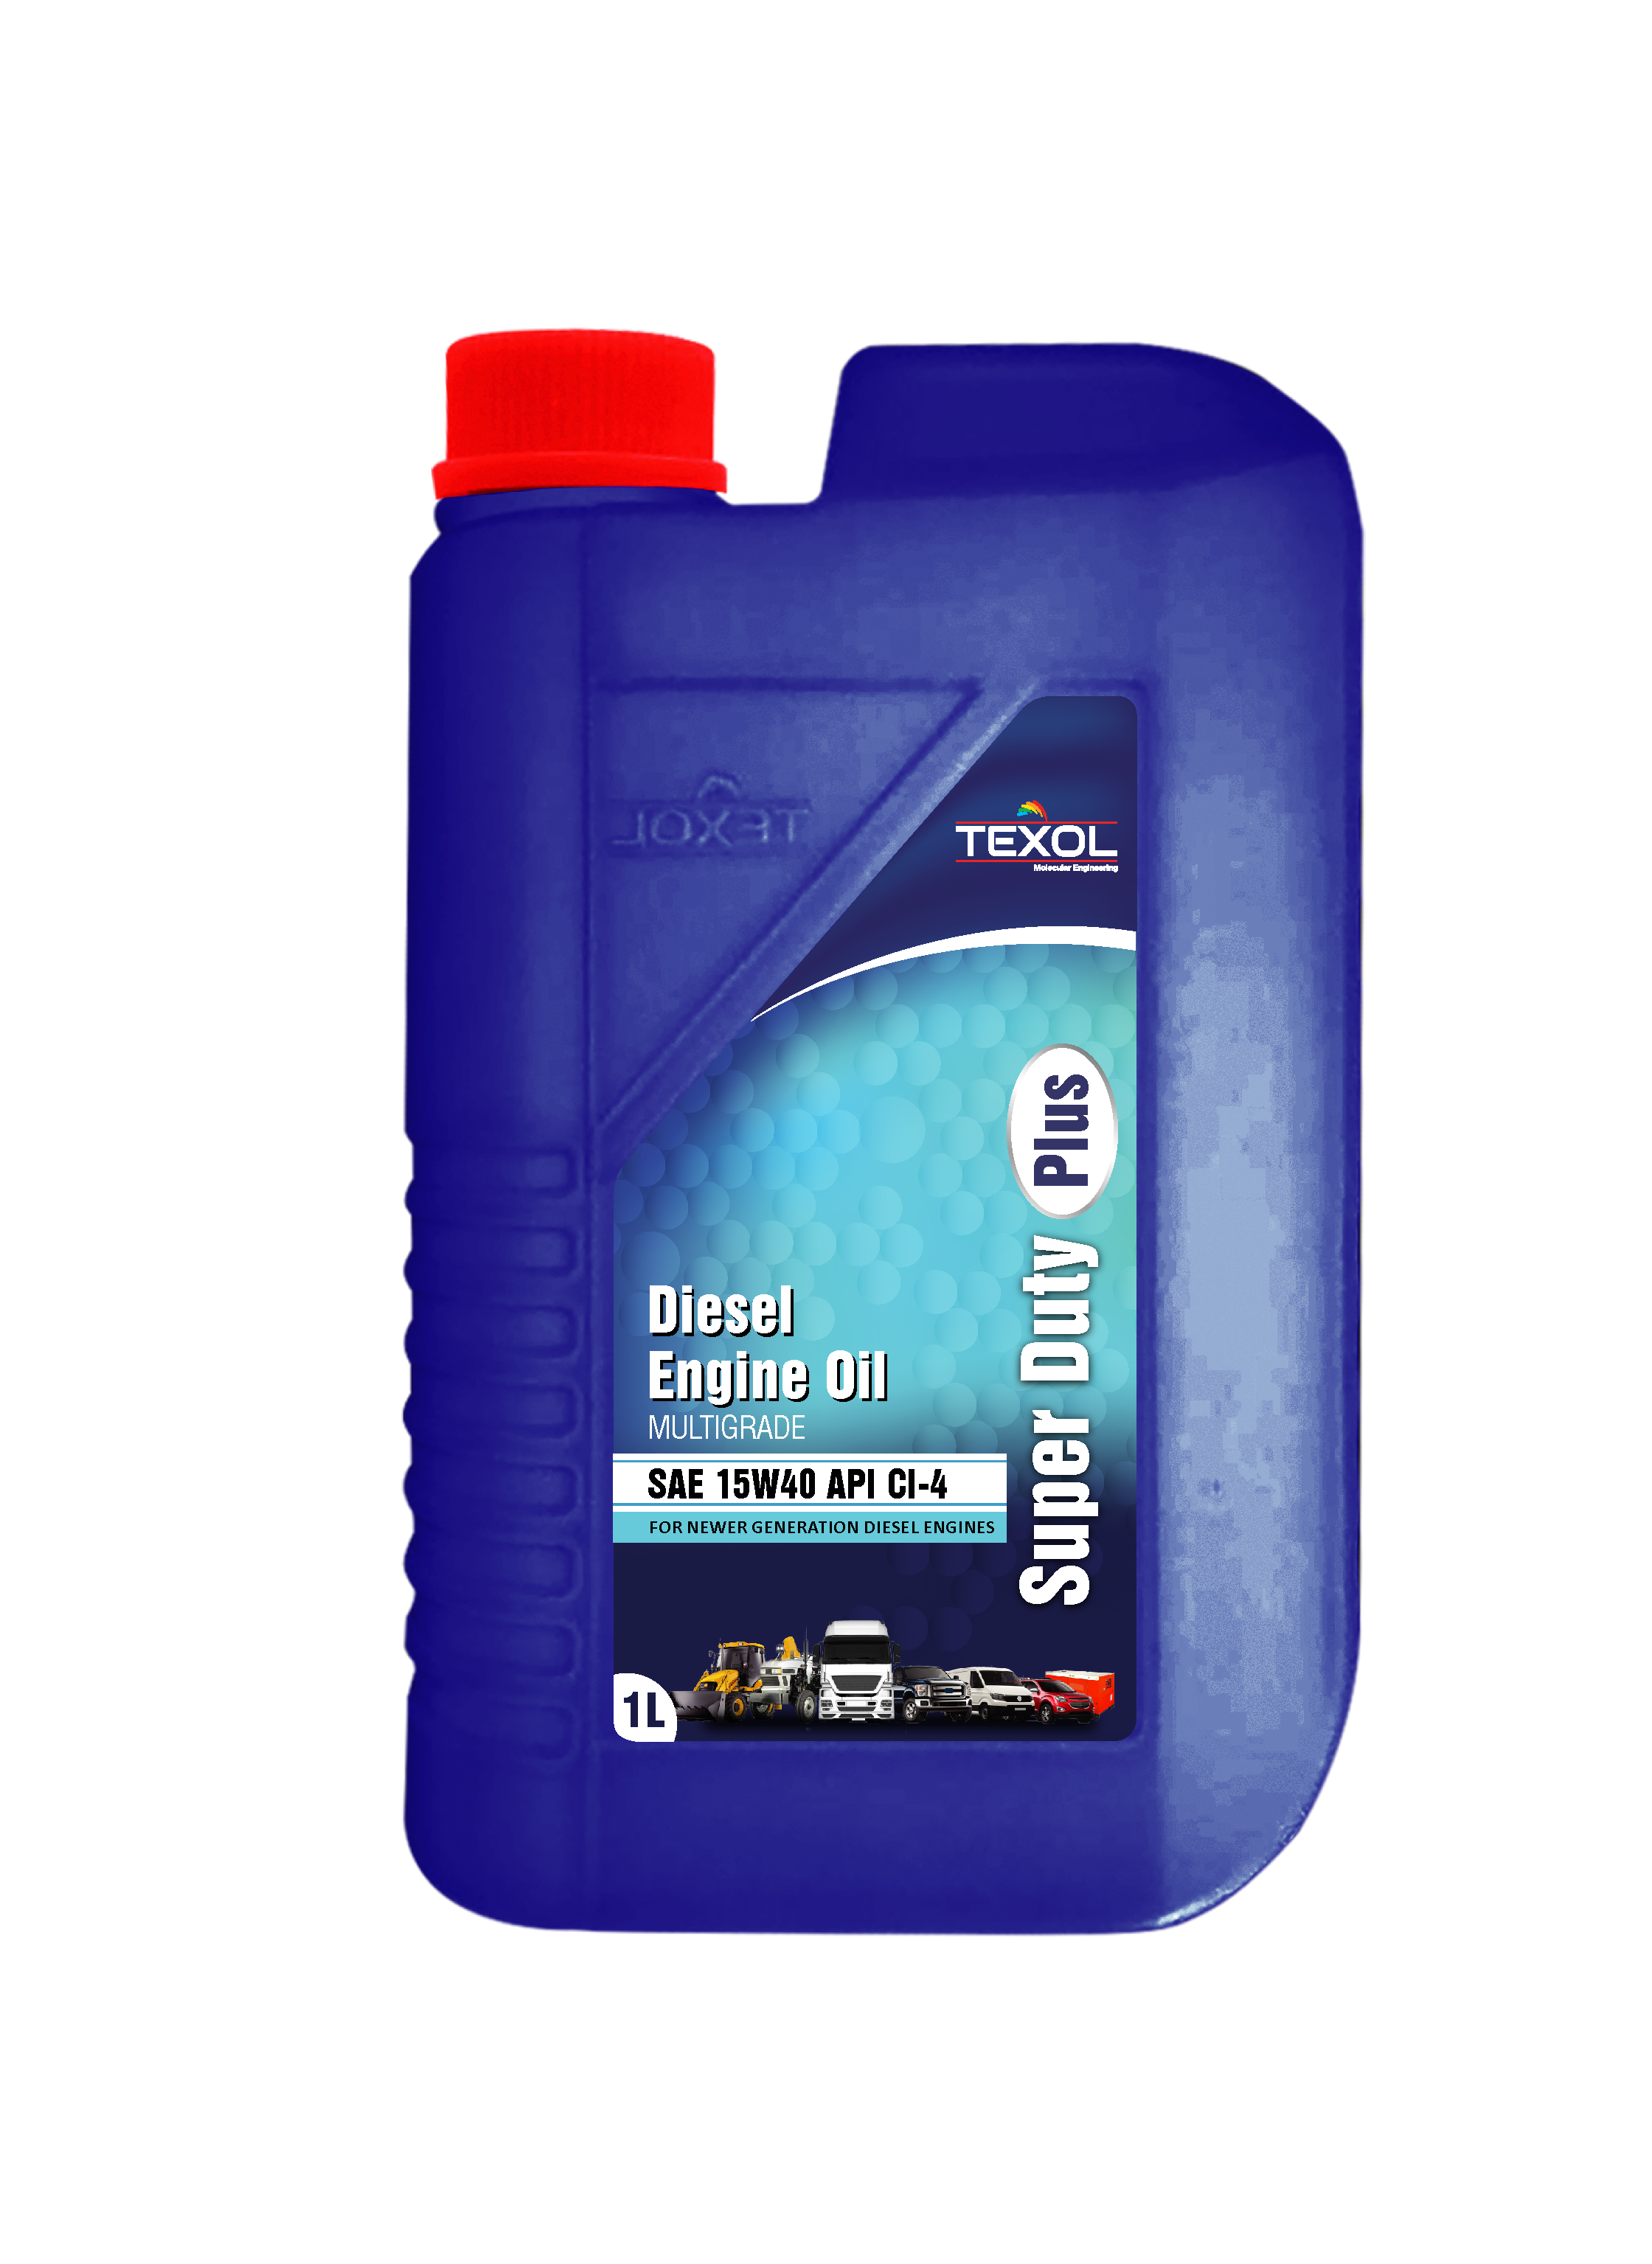 TEXOL
TEXOL
Molecular Engineering
Super Duty Plus
Diesel
Engine Oil
MULTIGRADE
SAE 15W40 API CI-4
FOR NEWER GENERATION DIESEL ENGINES
1L